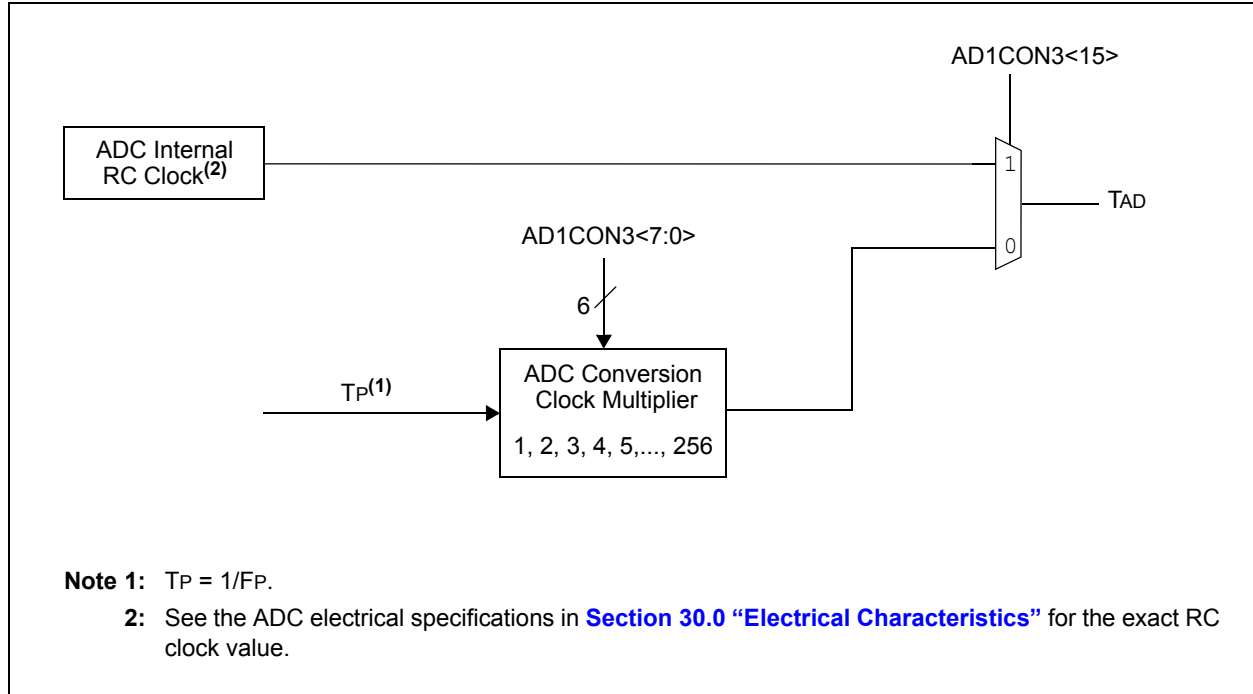 AD1CON3<15>
ADC Internal
RC Clock(2)
1
TAD
AD1CON3<7:0>
0
6
ADC Conversion
Clock Multiplier
TP(1)
1, 2, 3, 4, 5,..., 256
Note 1: TP = 1/FP.
2: See the ADC electrical specifications in Section 30.0 “Electrical Characteristics” for the exact RC
clock value.